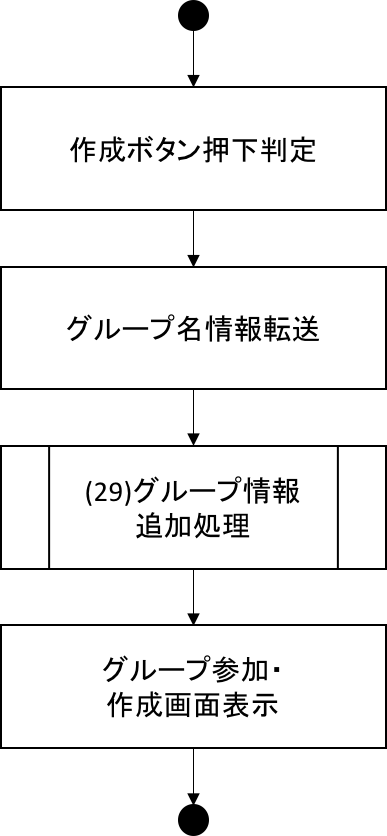 作成ボタン押下判定
グループ名情報転送
(29)グループ情報
追加処理
グループ参加・
作成画面表示